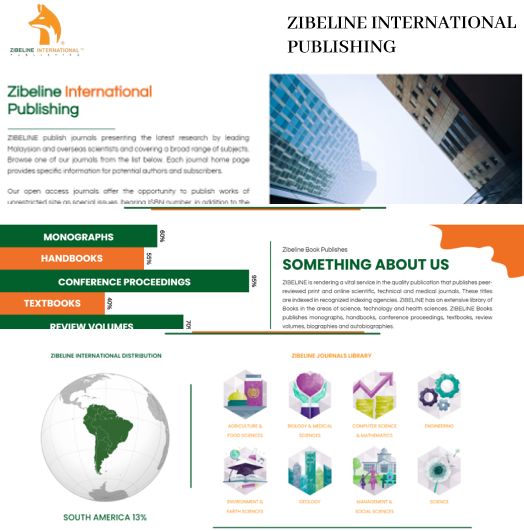 ZIBELINE INTERNATIONAL™
PUBLISHING
ZIBELINE INTERNATIONAL
PUBLISHING
Zibeline International
Publishing
ZIBELINE publish journals presenting the latest research by leading
Malaysian and overseas scientists and covering a broad range of subjects.
Browse one of our journals from the list below. Each journal home page
provides specific information for potential authors and subscribers.
Our open access journals offer the opportunity to publish works of
unrestricted site as special issues, bearing ISBN number, in addition to the
MONOGRAPHS
60%
HANDBOOKS
55%
CONFERENCE PROCEEDINGS
95%
TEXTBOOKS
40%
REVIEW VOLUMES
70%
Zibeline Book Publishes
SOMETHING ABOUT US
ZIBELINE is rendering a vital service in the quality publication that publishes peer-
reviewed print and online scientific, technical and medical journals. These titles
are indexed in recognized indexing agencies. ZIBELINE has an extensive library of
Books in the areas of science, technology and health sciences. ZIBELINE Books
publishes monographs, handbooks, conference proceedings, textbooks, review
volumes, biographies and autobiographies.
ZIBELINE INTERNATIONAL DISTRIBUTION
SOUTH AMERICA 13%
ZIBELINE JOURNALS LIBRARY
AGRICULTURE &
FOOD SCIENCES
BIOLOGY & MEDICAL
SCIENCES
COMPUTER SCIENCE
& MATHEMATICS
ENGINEERING
ENVIRONMENT &
EARTH SCIENCES
GEOLOGY
MANAGEMENT &
SOCIAL SCIENCES
SCIENCE